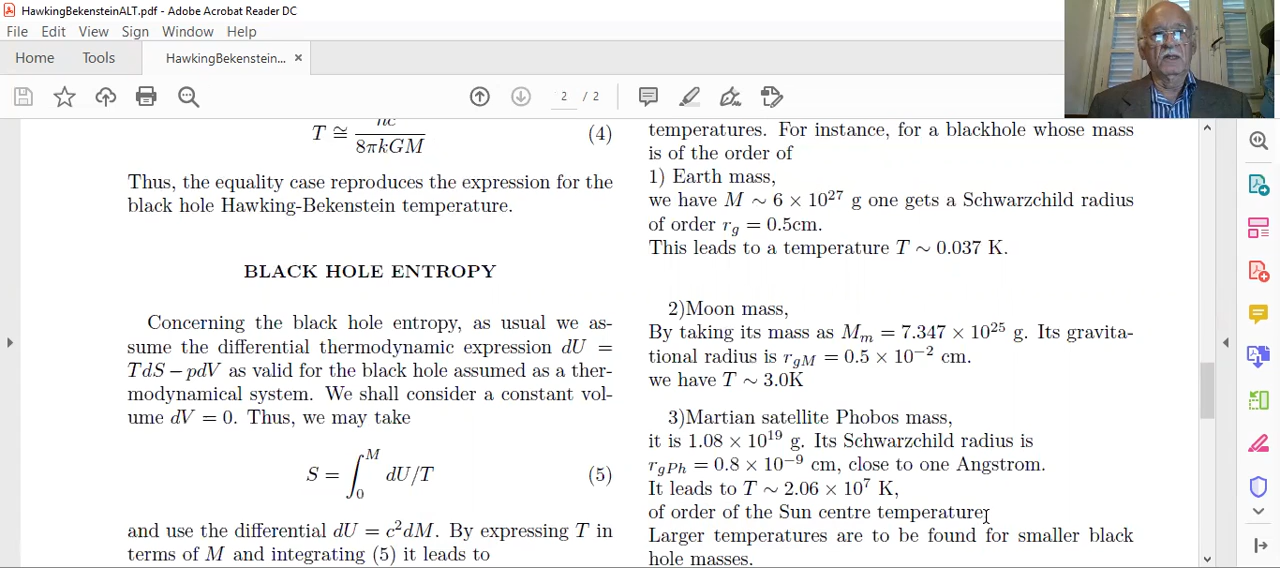 HawkingBekensteinALT.pdf - Adobe Acrobat Reader DC
File Edit View Sign Window Help
Home Tools HawkingBekenstein... ×
2 / 2
T ≅ ħc / 8πkGM (4)
Thus, the equality case reproduces the expression for the
black hole Hawking-Bekenstein temperature.
BLACK HOLE ENTROPY
Concerning the black hole entropy, as usual we as-
sume the differential thermodynamic expression dU =
TdS − pdV as valid for the black hole assumed as a ther-
modynamical system. We shall consider a constant vol-
ume dV = 0. Thus, we may take
S = ∫₀ᴹ dU/T (5)
and use the differential dU = c²dM. By expressing T in
terms of M and integrating (5) it leads to
temperatures. For instance, for a blackhole whose mass
is of the order of
1) Earth mass,
we have M ∼ 6 × 10²⁷ g one gets a Schwarzchild radius
of order r_g = 0.5cm.
This leads to a temperature T ∼ 0.037 K.
2)Moon mass,
By taking its mass as M_m = 7.347 × 10²⁵ g. Its gravita-
tional radius is r_gM = 0.5 × 10⁻² cm.
we have T ∼ 3.0K
3)Martian satellite Phobos mass,
it is 1.08 × 10¹⁹ g. Its Schwarzchild radius is
r_gPh = 0.8 × 10⁻⁹ cm, close to one Angstrom.
It leads to T ∼ 2.06 × 10⁷ K,
of order of the Sun centre temperature
Larger temperatures are to be found for smaller black
hole masses.